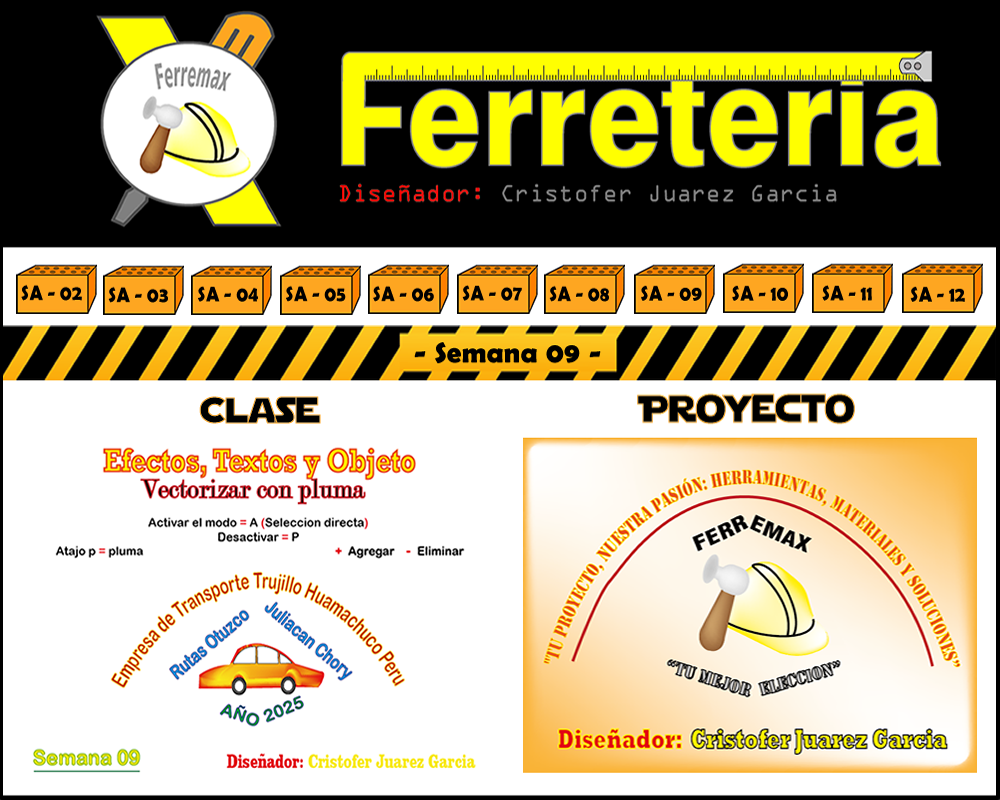 Ferremax
Ferretería
Diseñador: Cristofer Juarez Garcia
SA - 02
SA - 03
SA - 04
SA - 05
SA - 06
SA - 07
SA - 08
SA - 09
SA - 10
SA - 11
SA - 12
- Semana 09 -
CLASE
Efectos, Textos y Objeto
Vectorizar con pluma
Activar el modo = A (Seleccion directa)
Desactivar = P
Atajo p = pluma
+ Agregar - Eliminar
Empresa de Transporte Trujillo Huamachuco Peru
Rutas Otuzco
Juliacan Chory
AÑO 2025
Semana 09
Diseñador: Cristofer Juarez Garcia
PROYECTO
"TU PROYECTO, NUESTRA PASIÓN: HERRAMIENTAS, MATERIALES Y SOLUCIONES"
FERREMAX
"TU MEJOR ELECCION"
Diseñador: Cristofer Juarez Garcia